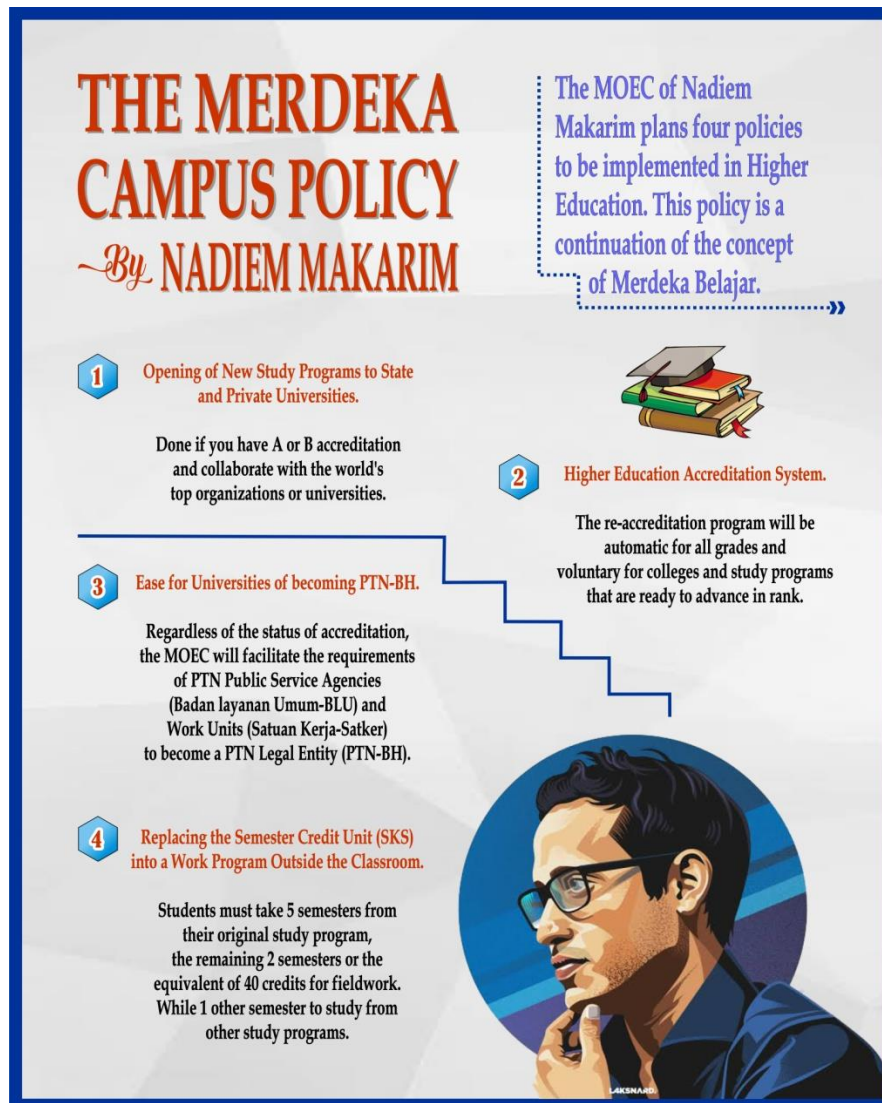 THE MERDEKA
CAMPUS POLICY
By NADIEM MAKARIM
The MOEC of Nadiem
Makarim plans four policies
to be implemented in Higher
Education. This policy is a
continuation of the concept
of Merdeka Belajar.
1
Opening of New Study Programs to State
and Private Universities.
Done if you have A or B accreditation
and collaborate with the world's
top organizations or universities.
2
Higher Education Accreditation System.
The re-accreditation program will be
automatic for all grades and
voluntary for colleges and study programs
that are ready to advance in rank.
3
Ease for Universities of becoming PTN-BH.
Regardless of the status of accreditation,
the MOEC will facilitate the requirements
of PTN Public Service Agencies
(Badan layanan Umum-BLU) and
Work Units (Satuan Kerja-Satker)
to become a PTN Legal Entity (PTN-BH).
4
Replacing the Semester Credit Unit (SKS)
into a Work Program Outside the Classroom.
Students must take 5 semesters from
their original study program,
the remaining 2 semesters or the
equivalent of 40 credits for fieldwork.
While 1 other semester to study from
other study programs.
LAKSNARD.